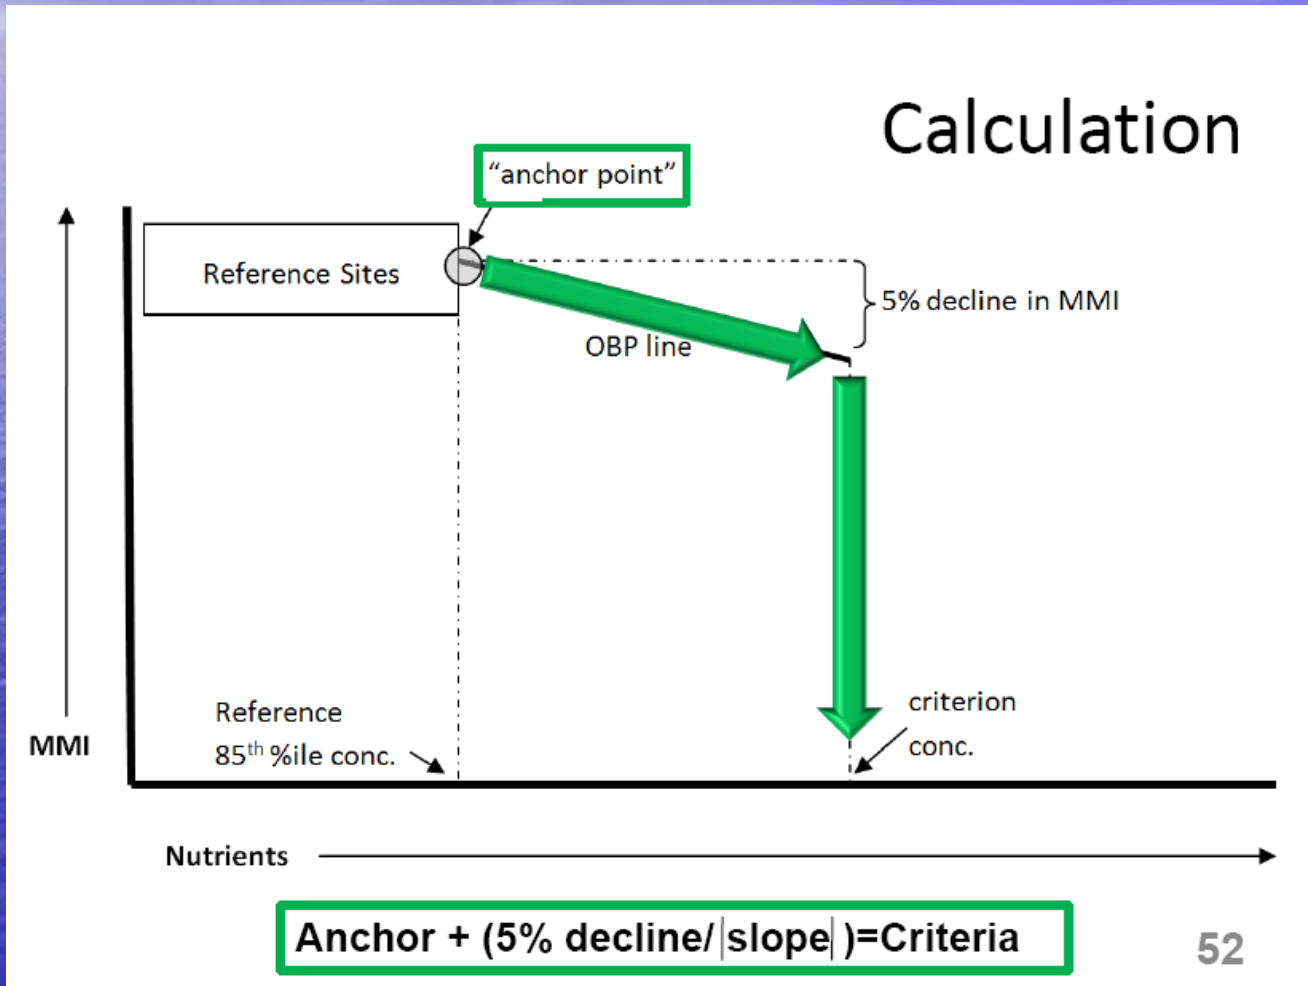 Calculation
“anchor point”
Reference Sites
5% decline in MMI
OBP line
Reference
85th %ile conc.
criterion
conc.
MMI
Nutrients
Anchor + (5% decline/ |slope| )=Criteria
52